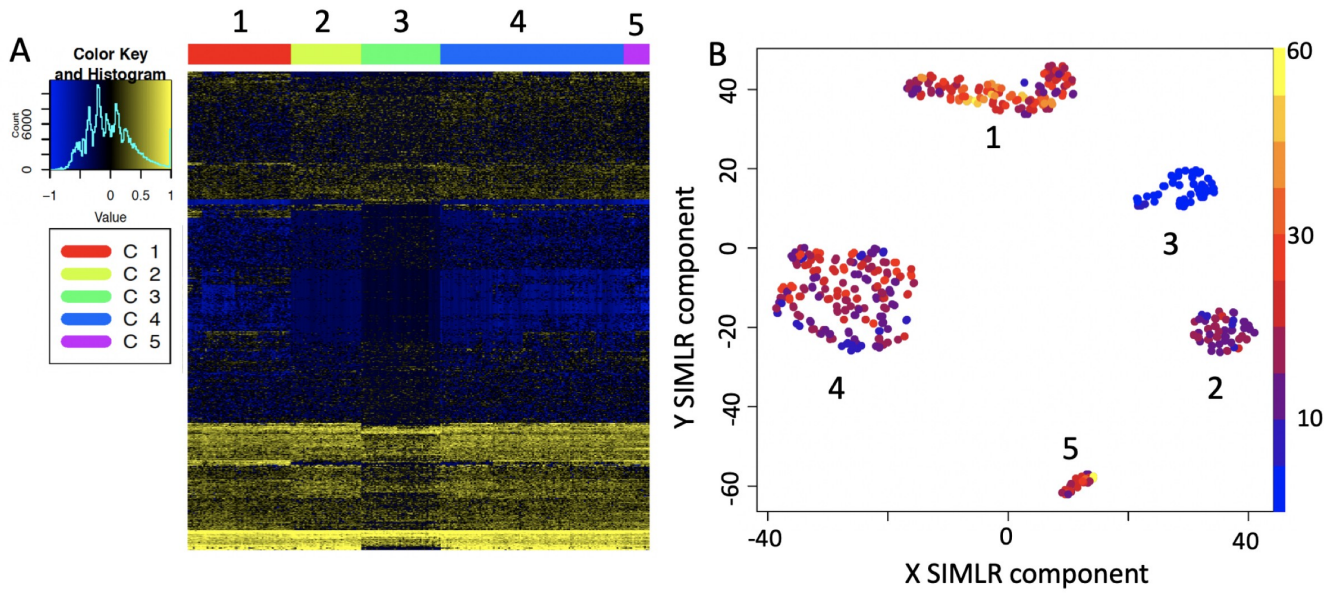 A
1 2 3 4 5
Color Key
and Histogram
Count
0 6000
−1 0 0.5 1
Value
C 1
C 2
C 3
C 4
C 5
B
Y SIMLR component
40
20
0
-20
-40
-60
-40 0 40
X SIMLR component
1
3
4
2
5
60
30
10